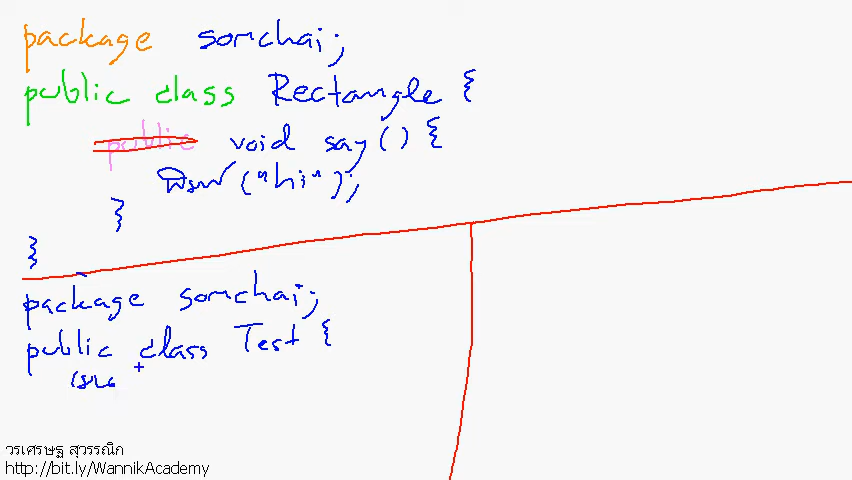 package somchai;
public class Rectangle {
public void say() {
พิมพ์("hi");
}
}
package somchai;
public class Test {
วรเศรษฐ สุวรรณิก
http://bit.ly/WannikAcademy